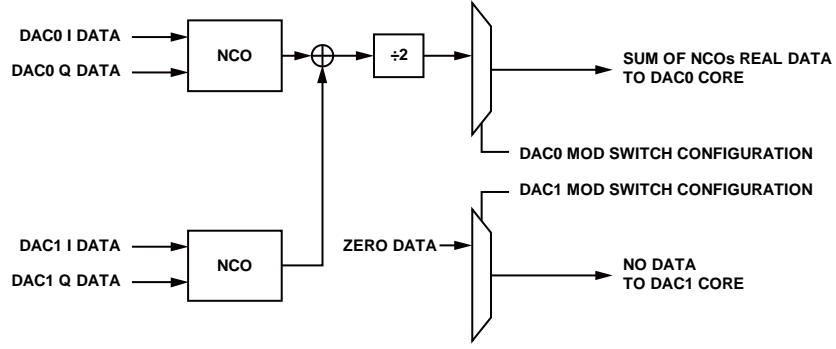 DAC0 I DATA
DAC0 Q DATA
NCO
÷2
SUM OF NCOs REAL DATA
TO DAC0 CORE
DAC0 MOD SWITCH CONFIGURATION
DAC1 MOD SWITCH CONFIGURATION
DAC1 I DATA
DAC1 Q DATA
NCO
ZERO DATA
NO DATA
TO DAC1 CORE